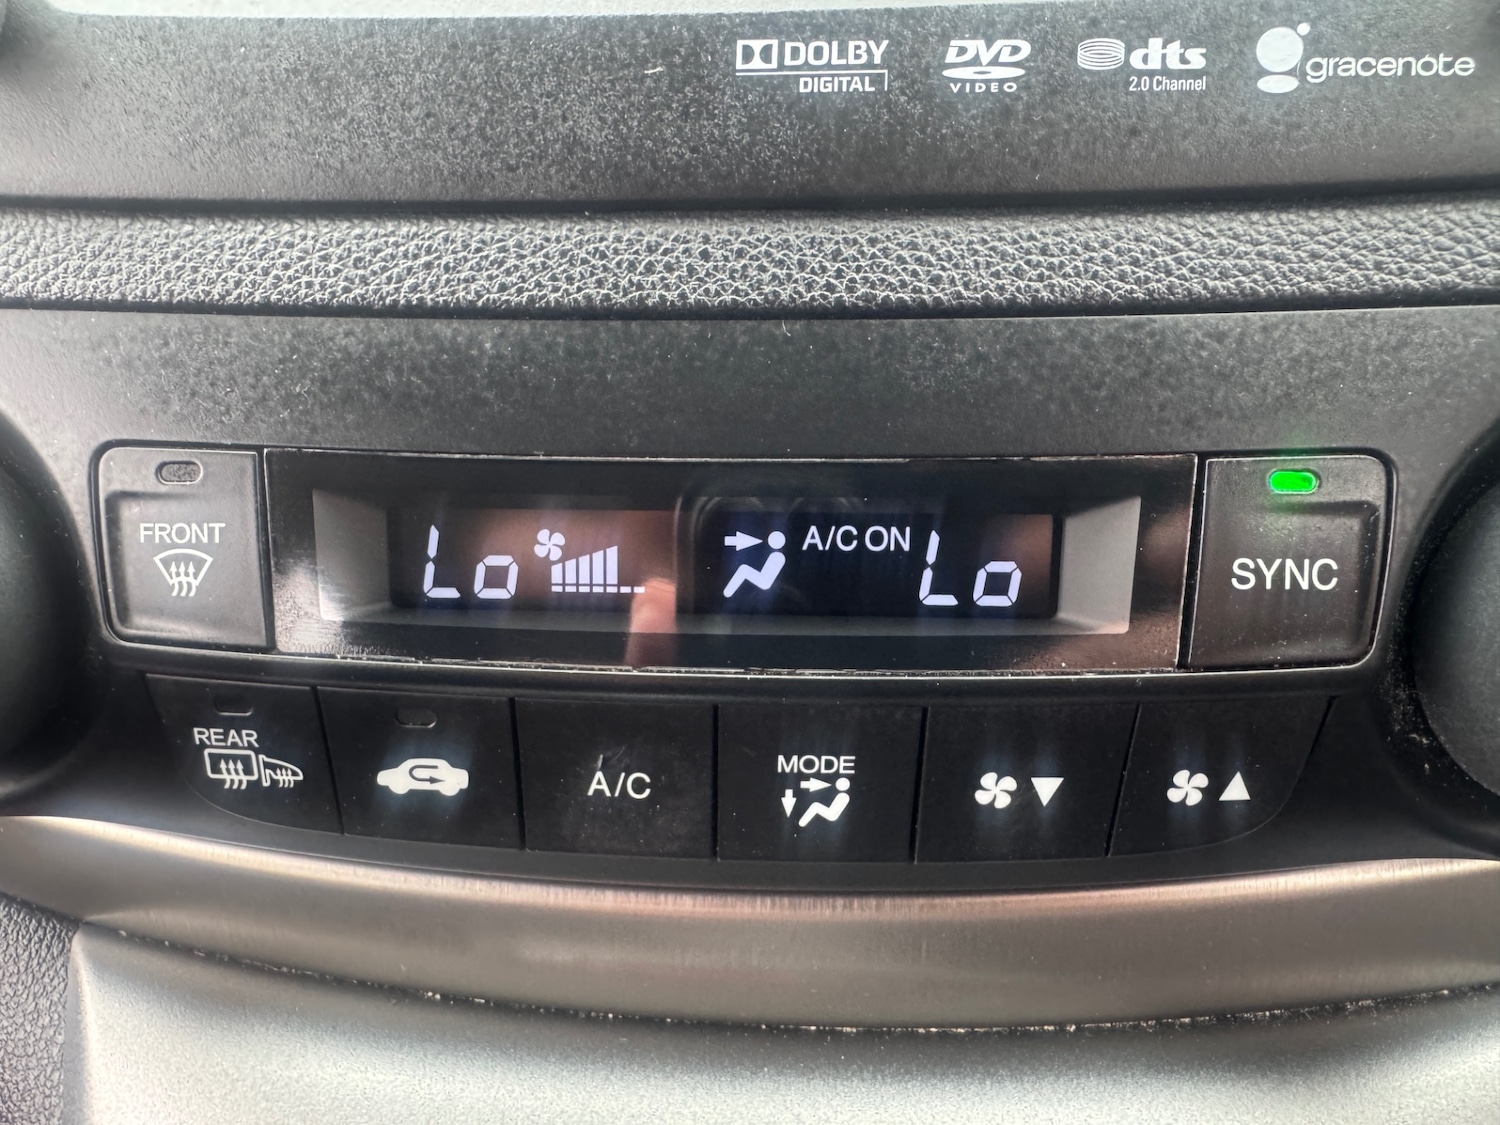 DOLBY
DIGITAL
DVD
VIDEO
dts
2.0 Channel
gracenote
FRONT
Lo
A/C ON
Lo
SYNC
REAR
A/C
MODE